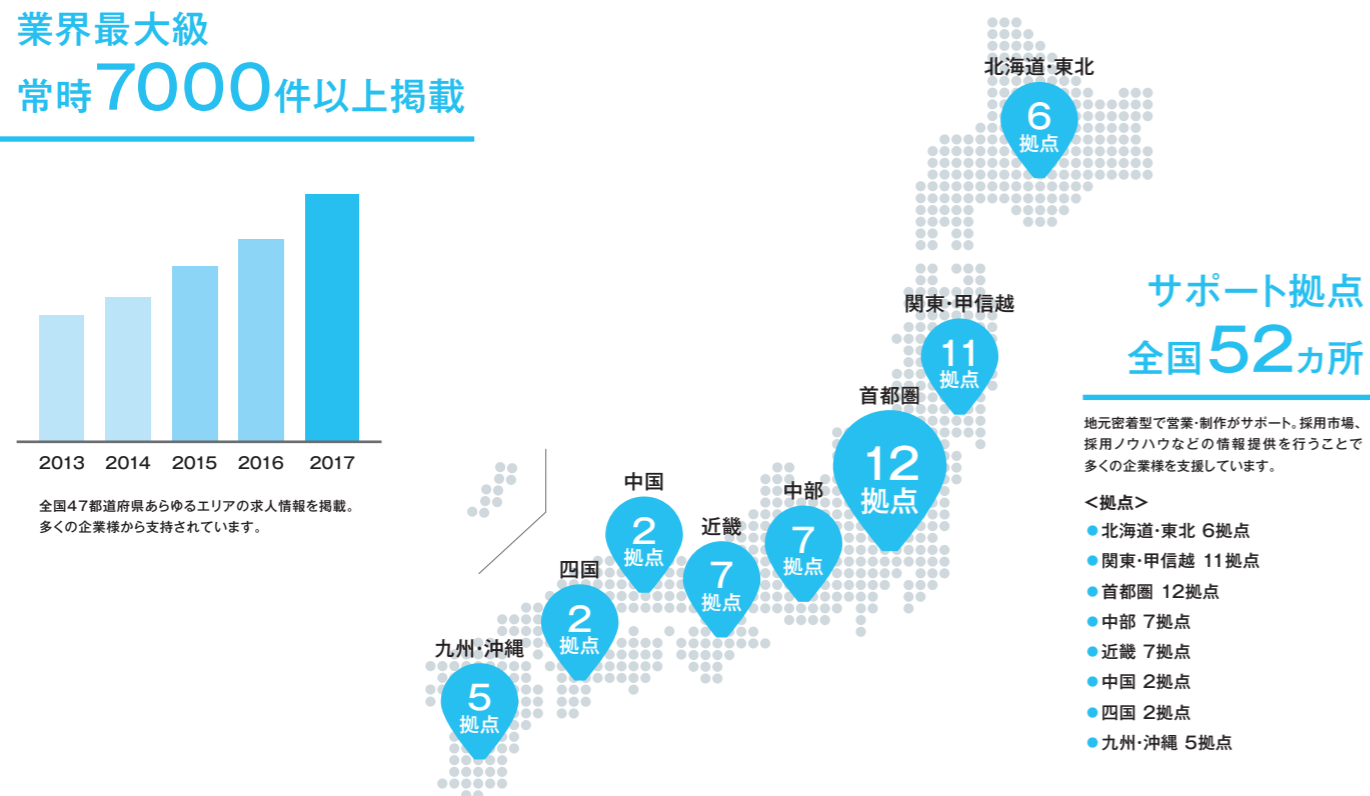 業界最大級
常時7000件以上掲載
2013 2014 2015 2016 2017
全国47都道府県あらゆるエリアの求人情報を掲載。
多くの企業様から支持されています。
北海道・東北
6
拠点
関東・甲信越
11
拠点
首都圏
12
拠点
中部
7
拠点
近畿
7
拠点
中国
2
拠点
四国
2
拠点
九州・沖縄
5
拠点
サポート拠点
全国52ヵ所
地元密着型で営業・制作がサポート。採用市場、
採用ノウハウなどの情報提供を行うことで
多くの企業様を支援しています。
<拠点>
●北海道・東北 6拠点
●関東・甲信越 11拠点
●首都圏 12拠点
●中部 7拠点
●近畿 7拠点
●中国 2拠点
●四国 2拠点
●九州・沖縄 5拠点